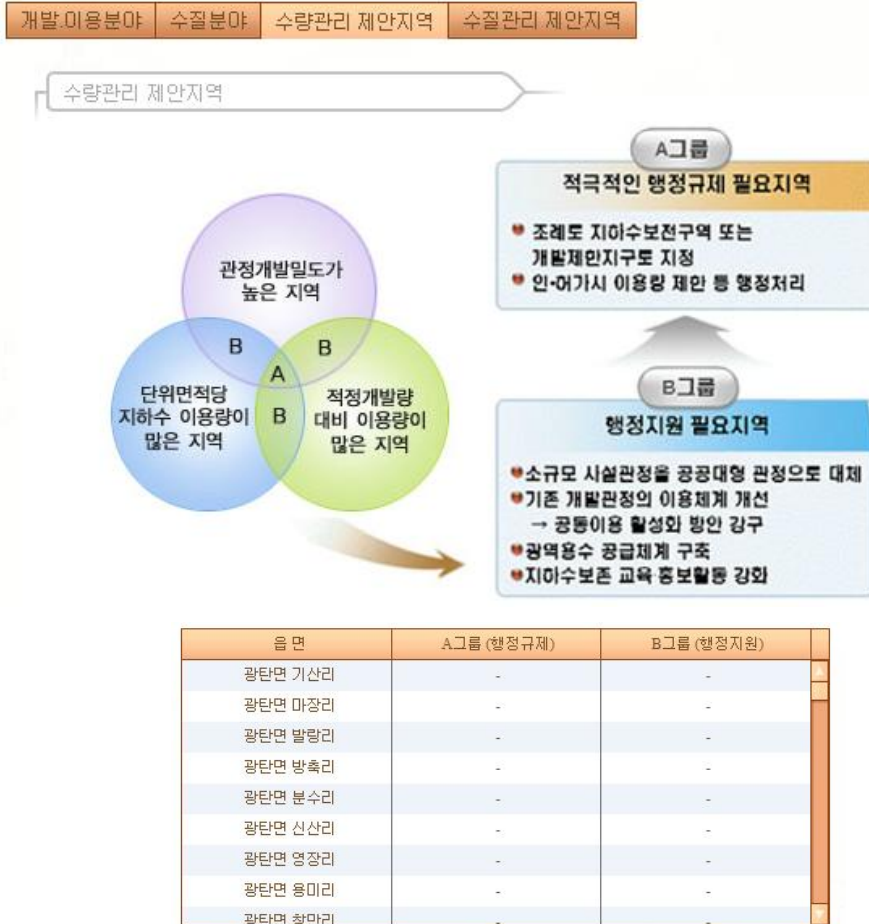 개발.이용분야
수질분야
수량관리 제안지역
수질관리 제안지역
수량관리 제안지역
관정개발밀도가
높은 지역
B
B
A
B
단위면적당
지하수 이용량이
많은 지역
적정개발량
대비 이용량이
많은 지역
A그룹
적극적인 행정규제 필요지역
조례로 지하수보전구역 또는
개발제한지구로 지정
인·허가시 이용량 제한 등 행정처리
B그룹
행정지원 필요지역
소규모 시설관정을 공공대형 관정으로 대체
기존 개발관정의 이용체계 개선
→ 공동이용 활성화 방안 강구
광역용수 공급체계 구축
지하수보존 교육·홍보활동 강화
읍면 A그룹 (행정규제) B그룹 (행정지원)
광탄면 기산리 - -
광탄면 마장리 - -
광탄면 발랑리 - -
광탄면 방축리 - -
광탄면 분수리 - -
광탄면 신산리 - -
광탄면 영장리 - -
광탄면 용미리 - -
광탄면 창만리 - -